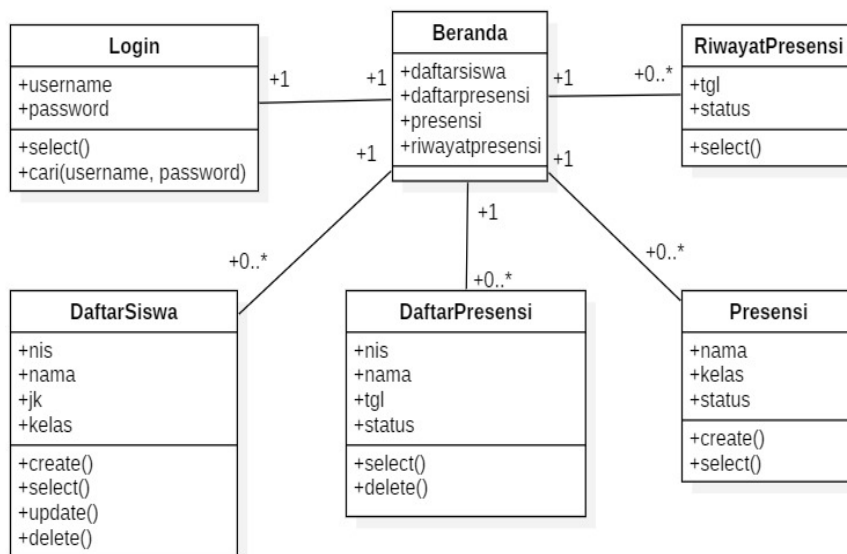 Login
+username
+password
+select()
+cari(username, password)
+1
+1
Beranda
+daftarsiswa
+daftarpresensi
+presensi
+riwayatpresensi
+1
+0..*
RiwayatPresensi
+tgl
+status
+select()
+1
+0..*
+1
+0..*
+1
+0..*
DaftarSiswa
+nis
+nama
+jk
+kelas
+create()
+select()
+update()
+delete()
DaftarPresensi
+nis
+nama
+tgl
+status
+select()
+delete()
Presensi
+nama
+kelas
+status
+create()
+select()